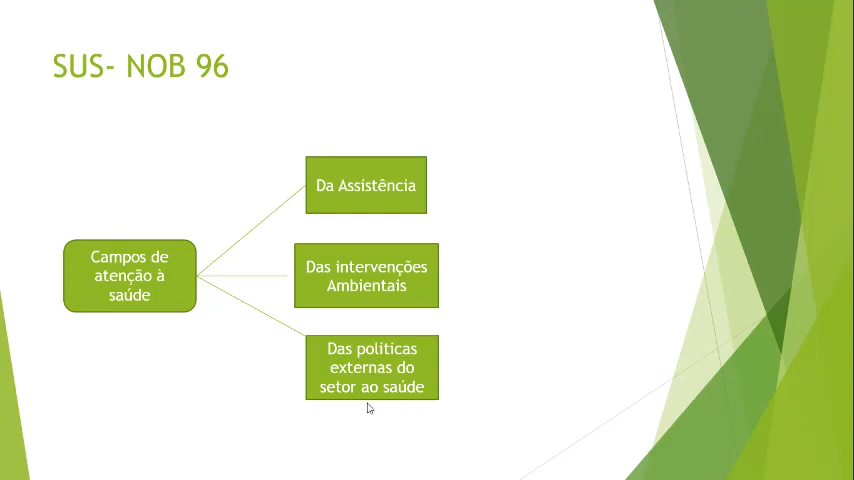 SUS- NOB 96
Da Assistência
Campos de
atenção à
saúde
Das intervenções
Ambientais
Das politicas
externas do
setor ao saúde